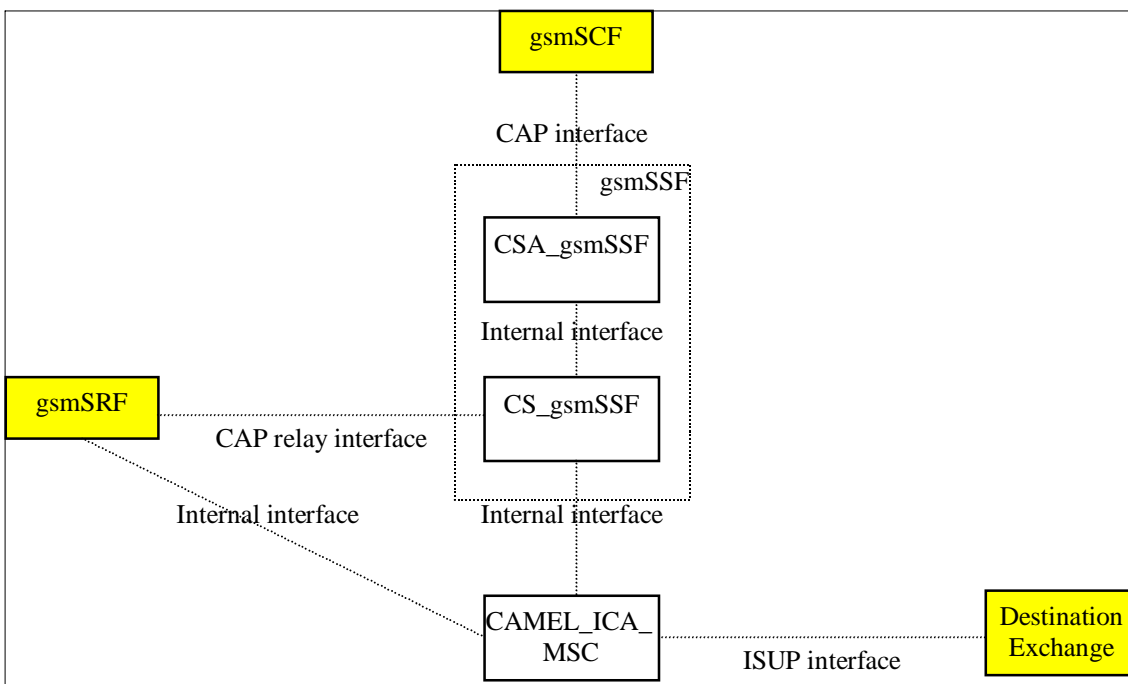 gsmSCF
CAP interface
gsmSSF
CSA_gsmSSF
Internal interface
gsmSRF
CS_gsmSSF
CAP relay interface
Internal interface
Internal interface
CAMEL_ICA_
MSC
Destination
Exchange
ISUP interface